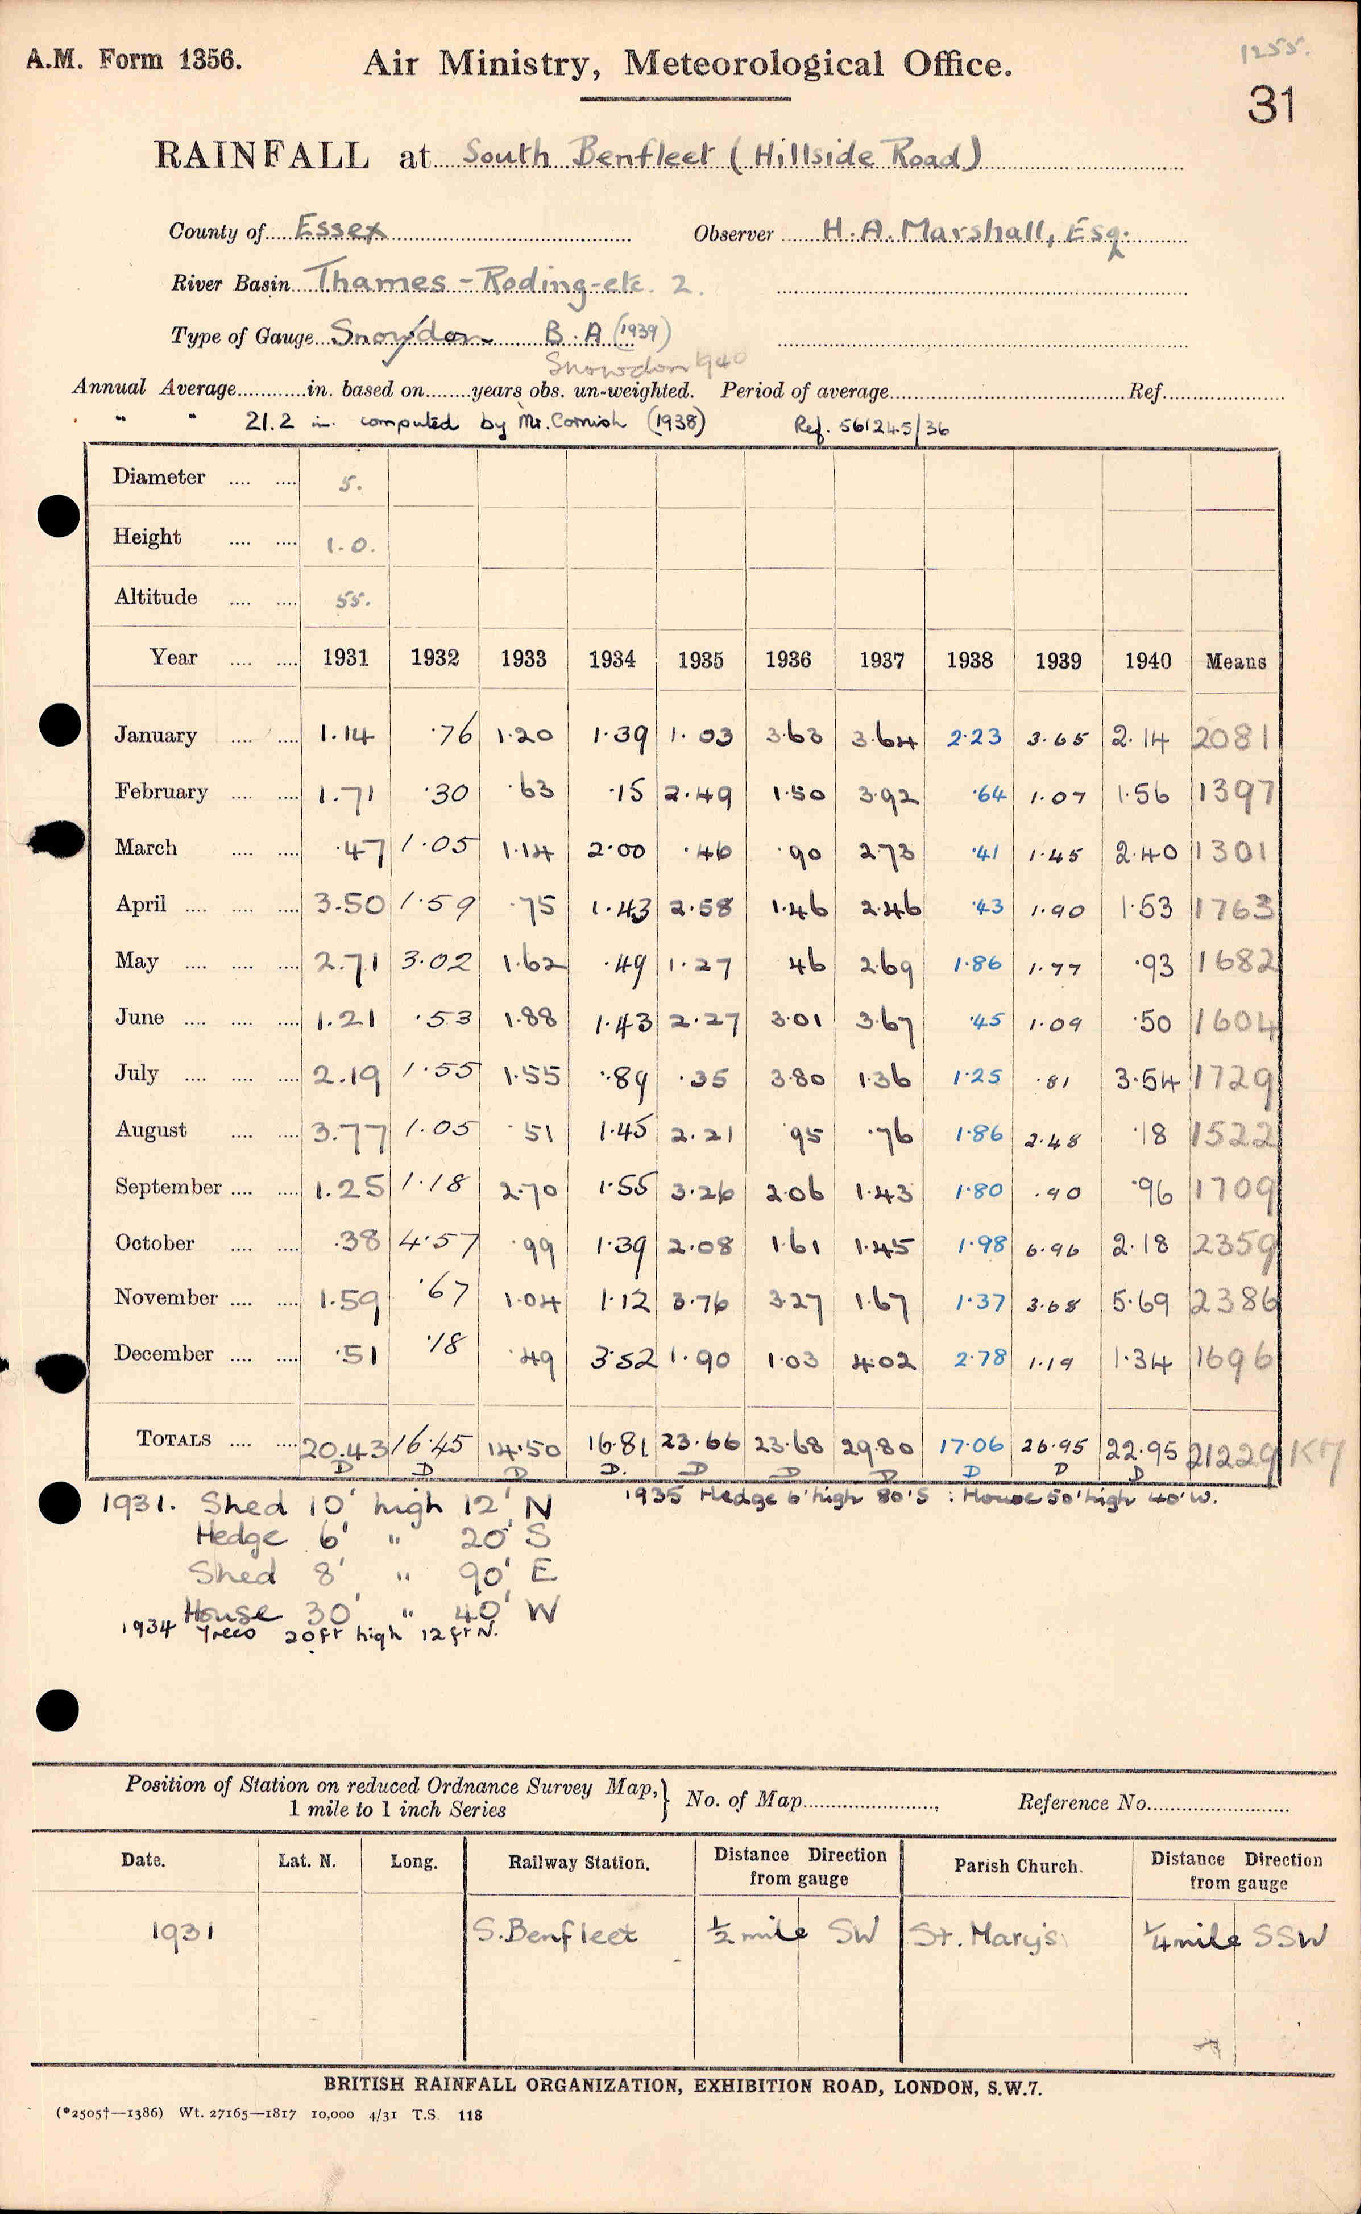 1255.
A.M. Form 1356. Air Ministry, Meteorological Office.
31
RAINFALL at South Benfleet (Hillside Road)
County of Essex Observer H.A. Marshall, Esq.
River Basin Thames - Roding - etc. 2.
Type of Gauge Snowdon B.A (1939)
Snowdon 1940
Annual Average............in. based on........years obs. un-weighted. Period of average............Ref............
" " 21.2 in. computed by Mr. Cornish (1938) Ref. 561245/36
Diameter .... .... 5.
Height .... .... 1.0.
Altitude .... .... 55.
Year .... .... 1931 1932 1933 1934 1935 1936 1937 1938 1939 1940 Means
January .... .... 1.14 .76 1.20 1.39 1.03 3.63 3.64 2.23 3.65 2.14 2081
February .... .... 1.71 .30 .63 .15 2.49 1.50 3.92 .64 1.07 1.56 1397
March .... .... .47 1.05 1.14 2.00 .46 .90 2.73 .41 1.45 2.40 1301
April .... .... .... 3.50 1.59 .75 1.43 2.58 1.46 2.46 .43 1.90 1.53 1763
May .... .... .... 2.71 3.02 1.62 .49 1.27 46 2.69 1.86 1.77 .93 1682
June .... .... .... 1.21 .53 1.88 1.43 2.27 3.01 3.67 .45 1.09 .50 1604
July .... .... .... 2.19 1.55 1.55 .89 .35 3.80 1.36 1.25 .81 3.54 1729
August .... .... 3.77 1.05 .51 1.45 2.21 .95 .76 1.86 2.48 .18 1522
September .... .... 1.25 1.18 2.70 1.55 3.26 2.06 1.43 1.80 .90 .96 1709
October .... .... .38 4.57 .99 1.39 2.08 1.61 1.45 1.98 6.96 2.18 2359
November .... .... 1.59 .67 1.04 1.12 3.76 3.27 1.67 1.37 3.68 5.69 2386
December .... .... .51 .18 .49 3.52 1.90 1.03 4.02 2.78 1.19 1.34 1696
TOTALS .... .... 20.43 16.45 14.50 16.81 23.66 23.68 29.80 17.06 26.95 22.95 21229 KM
D D D D. D D D D D D
1931. Shed 10' high 12' N 1935 Hedge 6' high 80' S : House 50' high 40' W.
Hedge 6' " 20' S
Shed 8' " 90' E
House 30' " 40' W
1934 Trees 20ft high 12ft N.
Position of Station on reduced Ordnance Survey Map,} No. of Map......................, Reference No........................
1 mile to 1 inch Series
Date. Lat. N. Long. Railway Station. Distance Direction Parish Church. Distance Direction
from gauge from gauge
1931 S. Benfleet 1/2 mile SW St. Mary's 1/4 mile SSW
BRITISH RAINFALL ORGANIZATION, EXHIBITION ROAD, LONDON, S.W.7.
(*2505†—1386) Wt. 27165—1817 10,000 4/31 T.S. 118